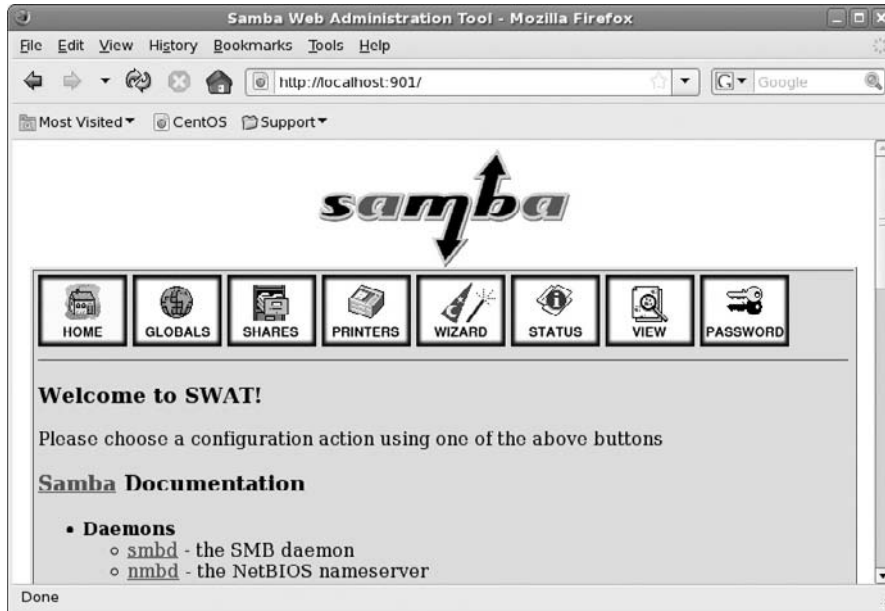 Samba Web Administration Tool - Mozilla Firefox
File Edit View History Bookmarks Tools Help
http://localhost:901/ G Google
Most Visited CentOS Support
samba
HOME GLOBALS SHARES PRINTERS WIZARD STATUS VIEW PASSWORD
Welcome to SWAT!
Please choose a configuration action using one of the above buttons
Samba Documentation
• Daemons
◦ smbd - the SMB daemon
◦ nmbd - the NetBIOS nameserver
Done